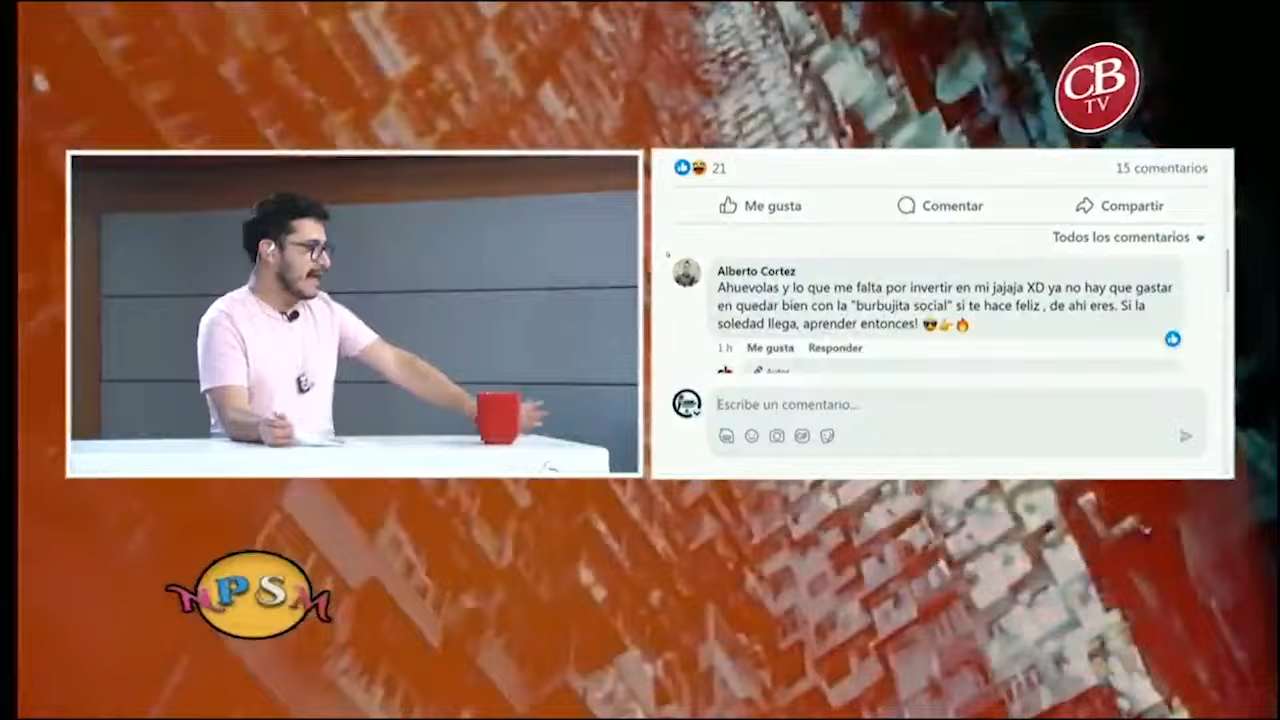 CB
TV
21
15 comentarios
Me gusta
Comentar
Compartir
Todos los comentarios
Alberto Cortez
Ahuevolas y lo que me falta por invertir en mi jajaja XD ya no hay que gastar
en quedar bien con la "burbujita social" si te hace feliz , de ahi eres. Si la
soledad llega, aprender entonces! 😎👉🔥
1 h Me gusta Responder
Autor
Escribe un comentario...
GIF
MPSM